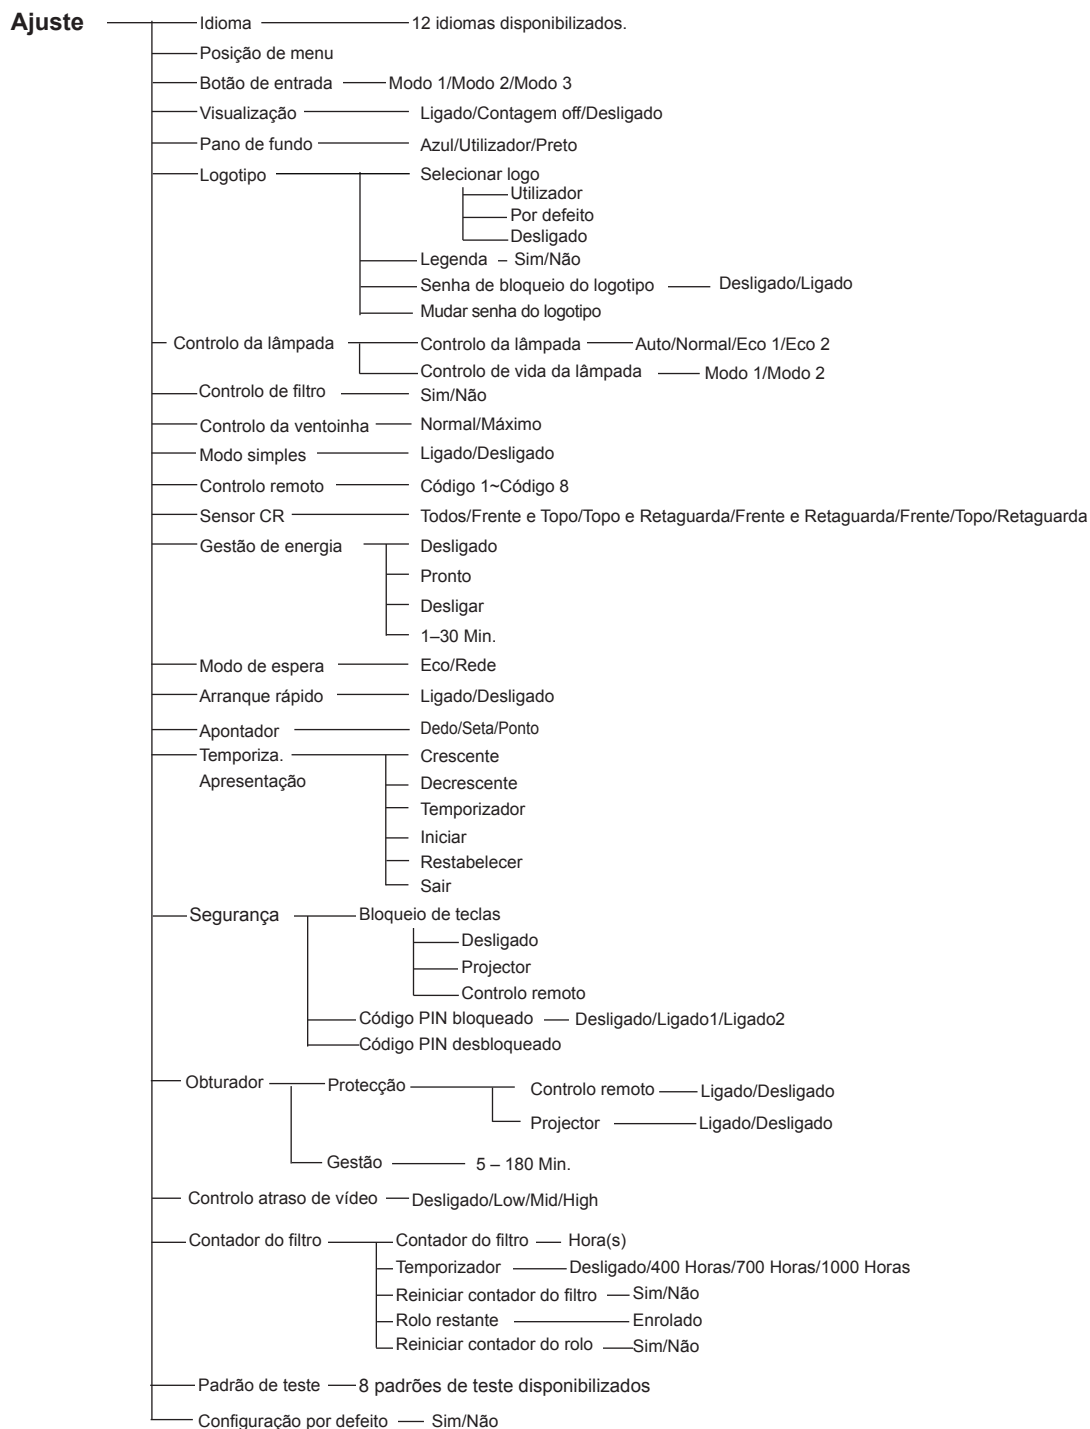 Ajuste
Idioma 12 idiomas disponibilizados.
Posição de menu
Botão de entrada Modo 1/Modo 2/Modo 3
Visualização Ligado/Contagem off/Desligado
Pano de fundo Azul/Utilizador/Preto
Logotipo Selecionar logo
Utilizador
Por defeito
Desligado
Legenda – Sim/Não
Senha de bloqueio do logotipo Desligado/Ligado
Mudar senha do logotipo
Controlo da lâmpada Controlo da lâmpada Auto/Normal/Eco 1/Eco 2
Controlo de vida da lâmpada Modo 1/Modo 2
Controlo de filtro Sim/Não
Controlo da ventoinha Normal/Máximo
Modo simples Ligado/Desligado
Controlo remoto Código 1~Código 8
Sensor CR Todos/Frente e Topo/Topo e Retaguarda/Frente e Retaguarda/Frente/Topo/Retaguarda
Gestão de energia Desligado
Pronto
Desligar
1–30 Min.
Modo de espera Eco/Rede
Arranque rápido Ligado/Desligado
Apontador Dedo/Seta/Ponto
Temporiza. Crescente
Apresentação Decrescente
Temporizador
Iniciar
Restabelecer
Sair
Segurança Bloqueio de teclas
Desligado
Projector
Controlo remoto
Código PIN bloqueado Desligado/Ligado1/Ligado2
Código PIN desbloqueado
Obturador Protecção Controlo remoto Ligado/Desligado
Projector Ligado/Desligado
Gestão 5 – 180 Min.
Controlo atraso de vídeo Desligado/Low/Mid/High
Contador do filtro Contador do filtro Hora(s)
Temporizador Desligado/400 Horas/700 Horas/1000 Horas
Reiniciar contador do filtro Sim/Não
Rolo restante Enrolado
Reiniciar contador do rolo Sim/Não
Padrão de teste 8 padrões de teste disponibilizados
Configuração por defeito Sim/Não